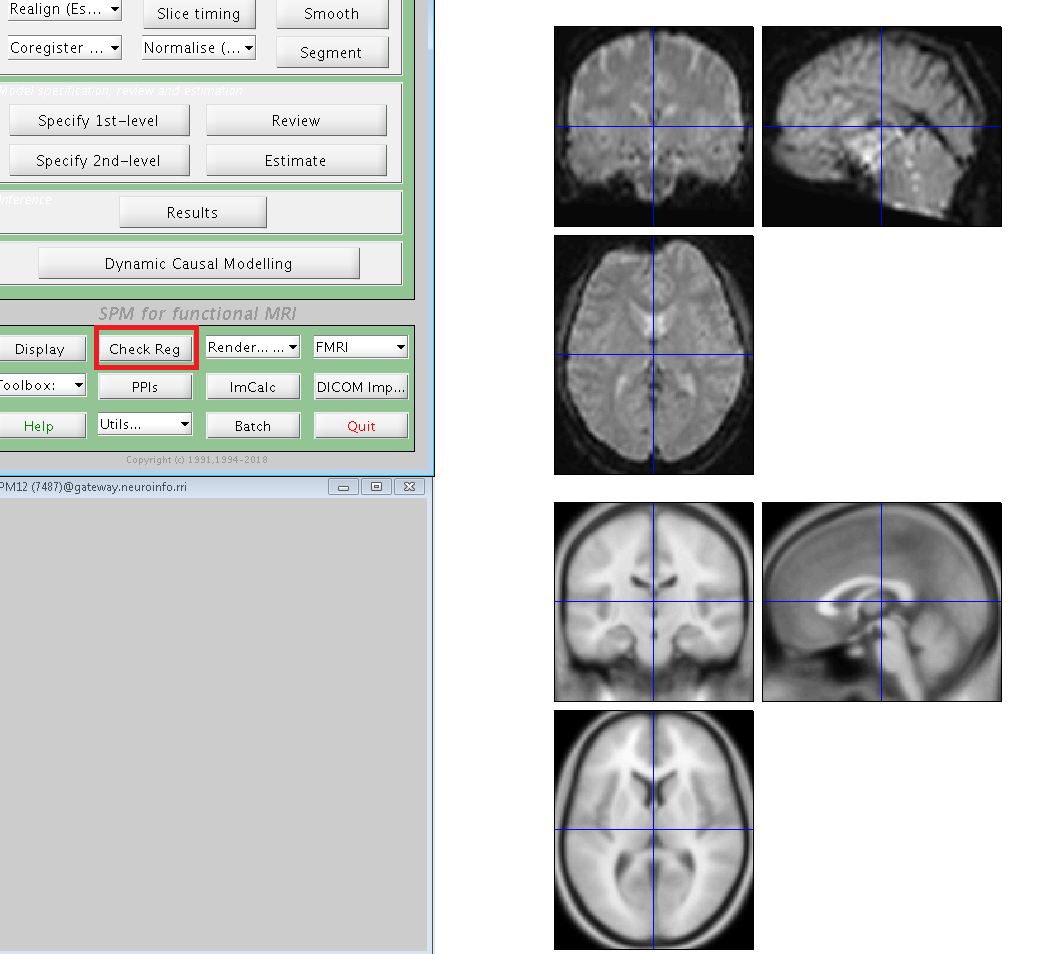 Realign (Es...
Slice timing
Smooth
Coregister ...
Normalise (...
Segment
Model specification, review and estimation
Specify 1st-level
Review
Specify 2nd-level
Estimate
Inference
Results
Dynamic Causal Modelling
SPM for functional MRI
Display
Check Reg
Render... ...
FMRI
Toolbox:
PPIs
ImCalc
DICOM Imp...
Help
Utils...
Batch
Quit
Copyright (c) 1991,1994-2018
PM12 (7487)@gateway.neuroinfo.rri